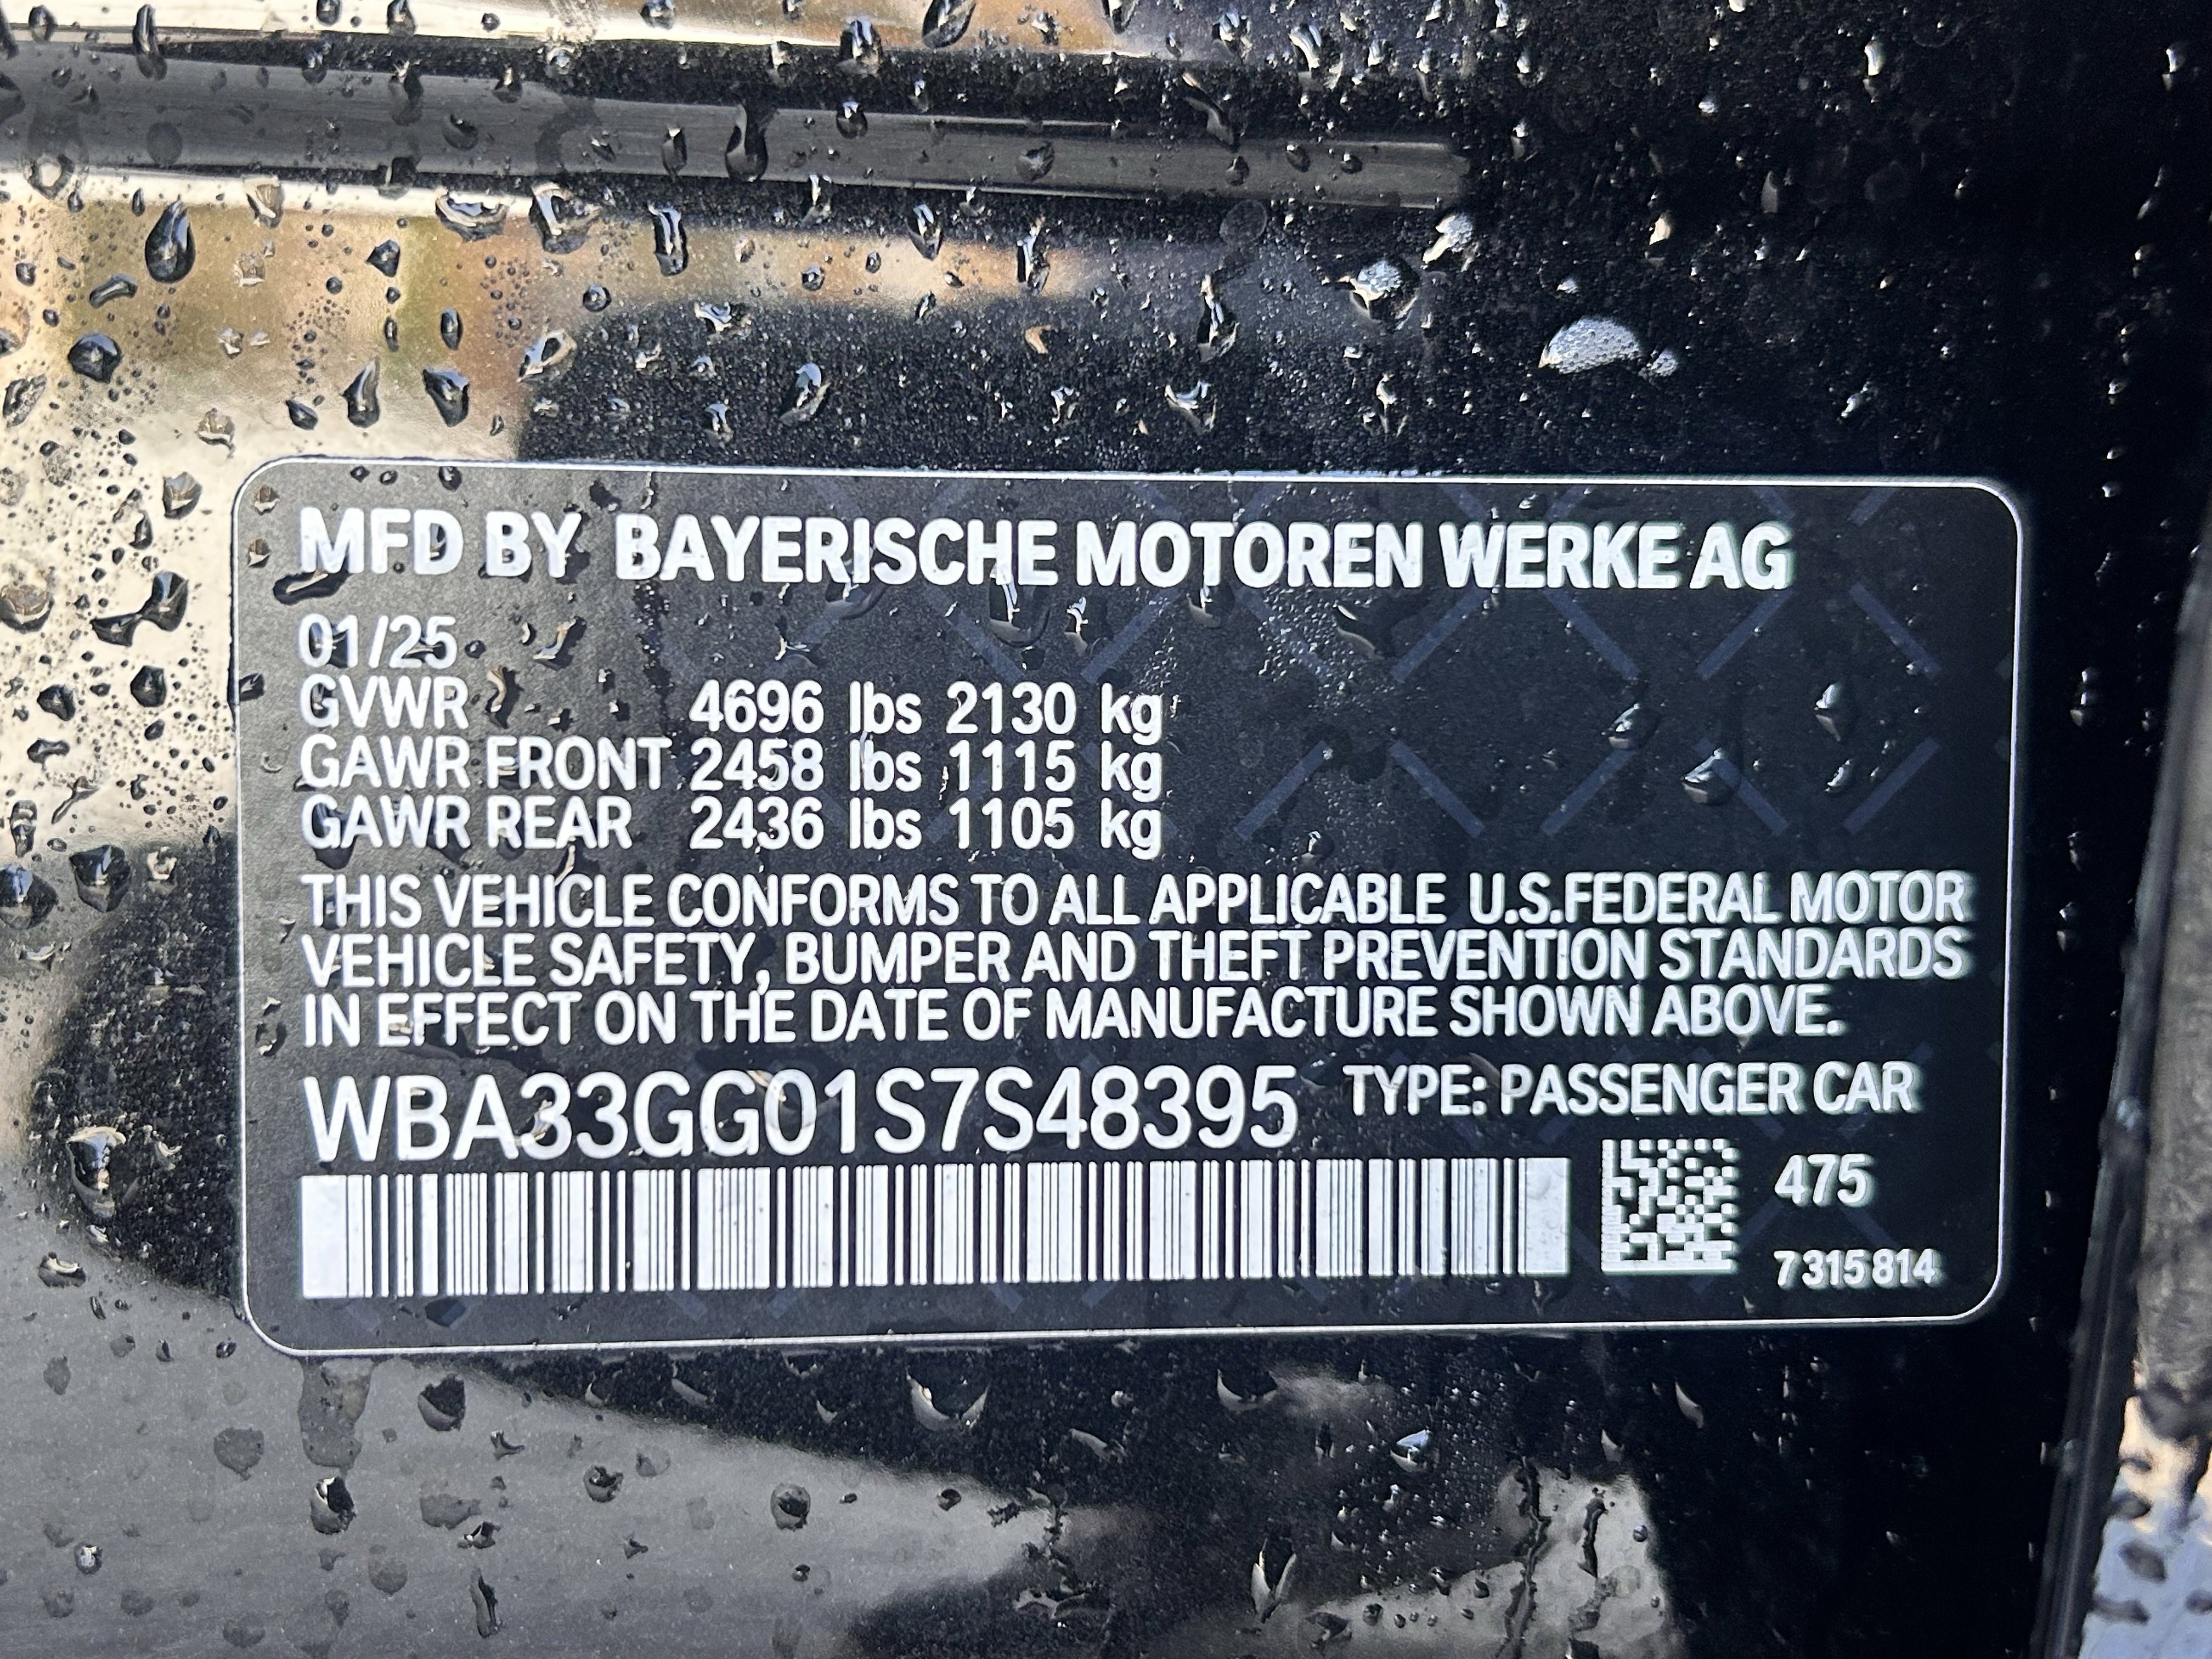 MFD BY BAYERISCHE MOTOREN WERKE AG
01/25
GVWR 4696 lbs 2130 kg
GAWR FRONT 2458 lbs 1115 kg
GAWR REAR 2436 lbs 1105 kg
THIS VEHICLE CONFORMS TO ALL APPLICABLE U.S.FEDERAL MOTOR
VEHICLE SAFETY, BUMPER AND THEFT PREVENTION STANDARDS
IN EFFECT ON THE DATE OF MANUFACTURE SHOWN ABOVE.
WBA33GG01S7S48395 TYPE: PASSENGER CAR
475
7315814